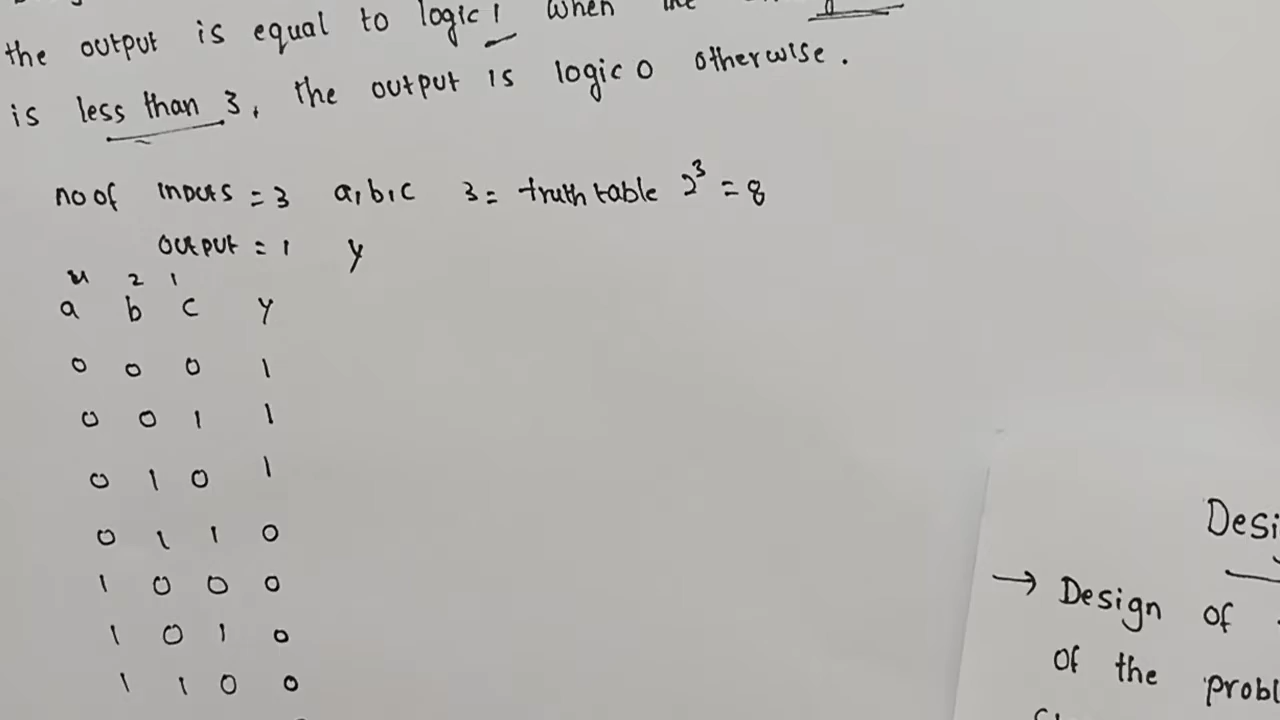 the output is equal to logic 1 when the
is less than 3, the output is logic 0 otherwise.
no of inputs = 3 a,b,c 3 = truth table 2³ = 8
output = 1 y
4 2 1
a b c y
0 0 0 1
0 0 1 1
0 1 0 1
0 1 1 0
1 0 0 0
1 0 1 0
1 1 0 0
Desi
→ Design of
of the probl